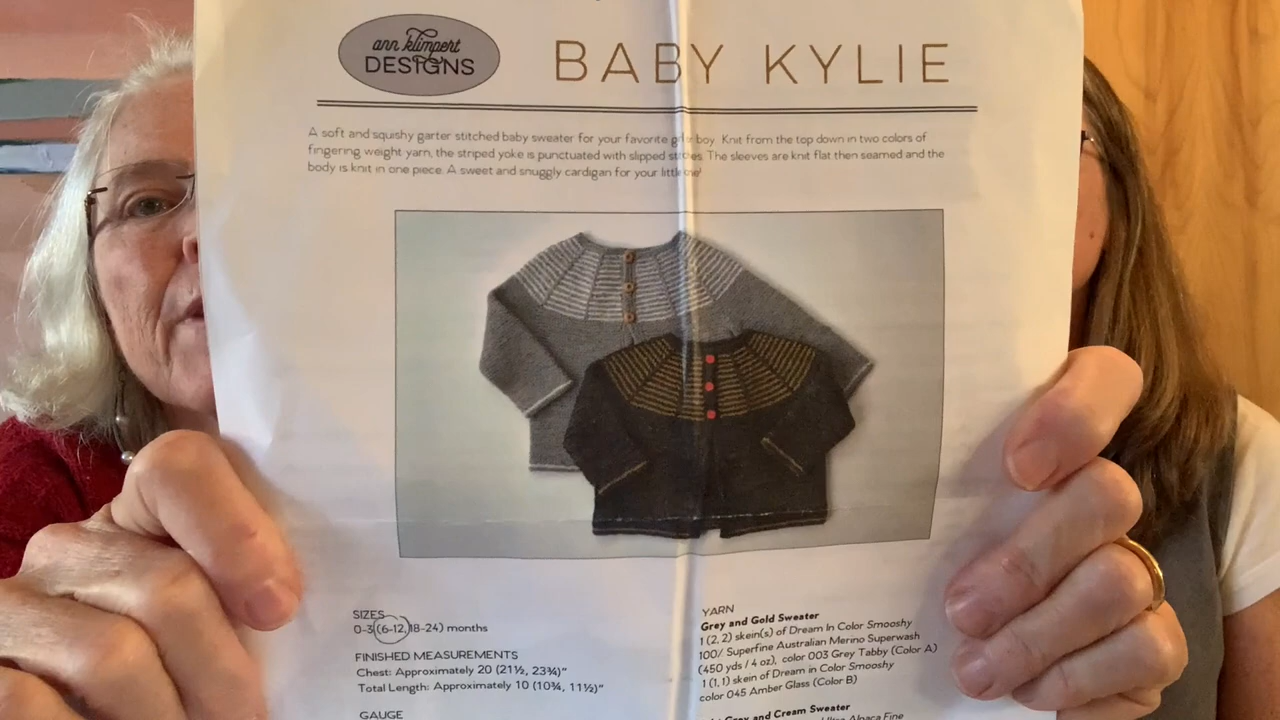 ann klimpert
DESIGNS
BABY KYLIE
A soft and squishy garter stitched baby sweater for your favorite girl or boy. Knit from the top down in two colors of
fingering weight yarn, the striped yoke is punctuated with slipped stitches. The sleeves are knit flat then seamed and the
body is knit in one piece. A sweet and snuggly cardigan for your little one!
SIZES
0-3 (6-12, 18-24) months
FINISHED MEASUREMENTS
Chest: Approximately 20 (21½, 23¾)"
Total Length: Approximately 10 (10¾, 11½)"
GAUGE
YARN
Grey and Gold Sweater
1 (2, 2) skein(s) of Dream In Color Smooshy
100% Superfine Australian Merino Superwash
(450 yds / 4 oz), color 003 Grey Tabby (Color A)
1 (1, 1) skein of Dream in Color Smooshy
color 045 Amber Glass (Color B)
Grey and Cream Sweater
Alpaca Fine